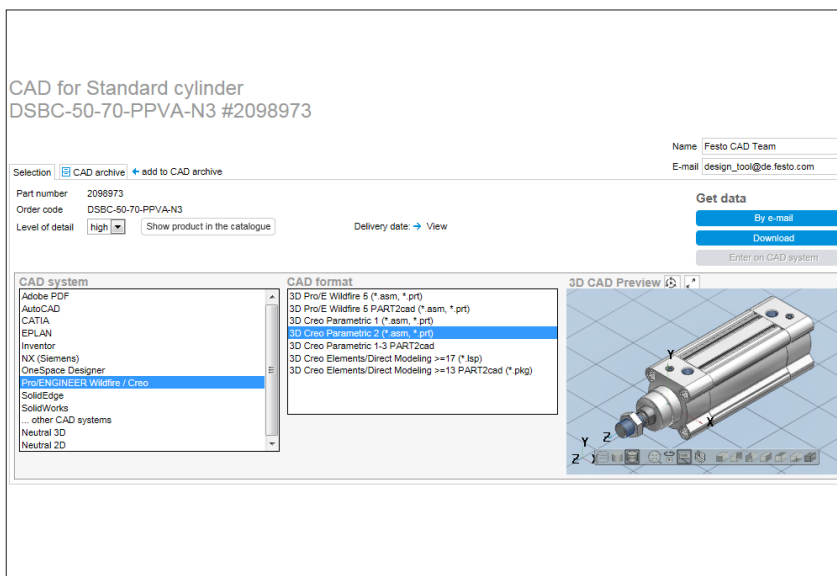 CAD for Standard cylinder
DSBC-50-70-PPVA-N3 #2098973
Name Festo CAD Team
E-mail design_tool@de.festo.com
Selection CAD archive add to CAD archive
Part number 2098973
Order code DSBC-50-70-PPVA-N3
Level of detail high Show product in the catalogue Delivery date: → View
Get data
By e-mail
Download
Enter on CAD system
CAD system
Adobe PDF
AutoCAD
CATIA
EPLAN
Inventor
NX (Siemens)
OneSpace Designer
Pro/ENGINEER Wildfire / Creo
SolidEdge
SolidWorks
... other CAD systems
Neutral 3D
Neutral 2D
CAD format
3D Pro/E Wildfire 5 (*.asm, *.prt)
3D Pro/E Wildfire 5 PART2cad (*.asm, *.prt)
3D Creo Parametric 1 (*.asm, *.prt)
3D Creo Parametric 2 (*.asm, *.prt)
3D Creo Parametric 1-3 PART2cad
3D Creo Elements/Direct Modeling >=17 (*.lsp)
3D Creo Elements/Direct Modeling >=13 PART2cad (*.pkg)
3D CAD Preview
Y
X
Z
Y
Z
X